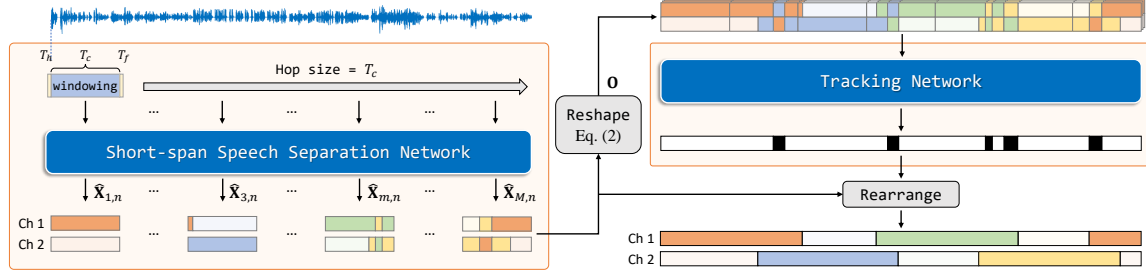 T_h T_c T_f
windowing
Hop size = T_c
... ... ...
Short-span Speech Separation Network
X̂_{1,n} ... X̂_{3,n} ... X̂_{m,n} ... X̂_{M,n}
Ch 1
Ch 2
... ... ...
O
Reshape
Eq. (2)
Tracking Network
Rearrange
Ch 1
Ch 2